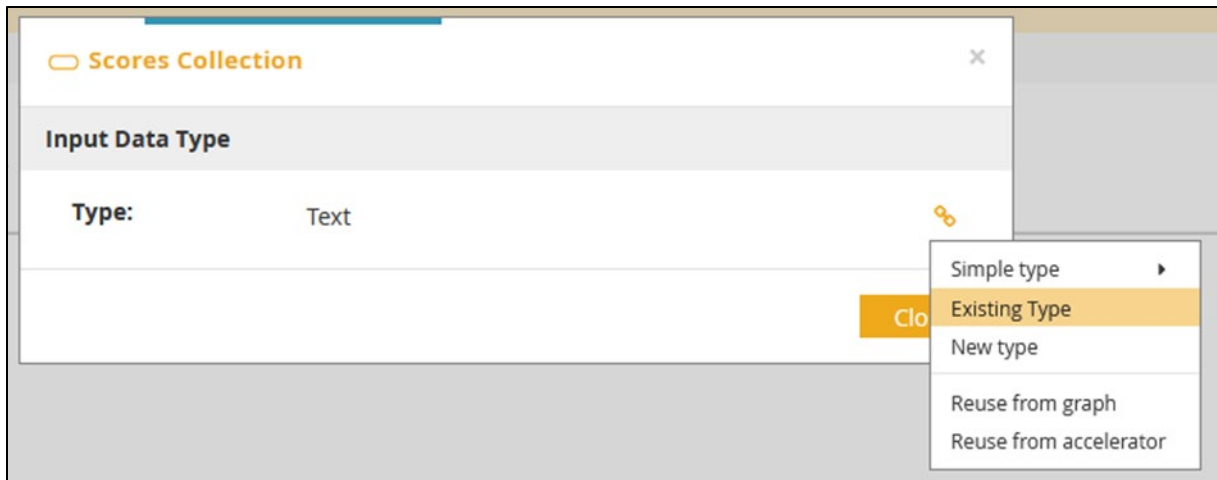 Scores Collection
×
Input Data Type
Type: Text
Simple type
Clo
Existing Type
New type
Reuse from graph
Reuse from accelerator